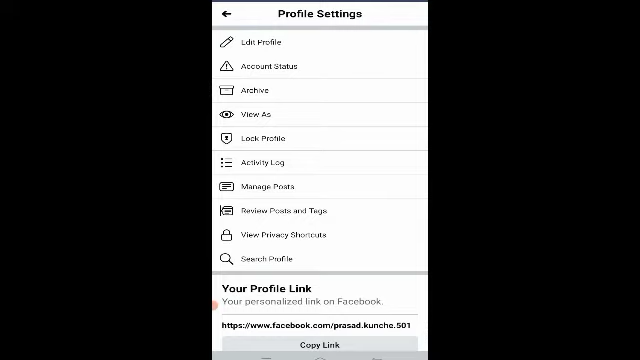 Profile Settings
Edit Profile
Account Status
Archive
View As
Lock Profile
Activity Log
Manage Posts
Review Posts and Tags
View Privacy Shortcuts
Search Profile
Your Profile Link
Your personalized link on Facebook.
https://www.facebook.com/prasad.kunche.501
Copy Link